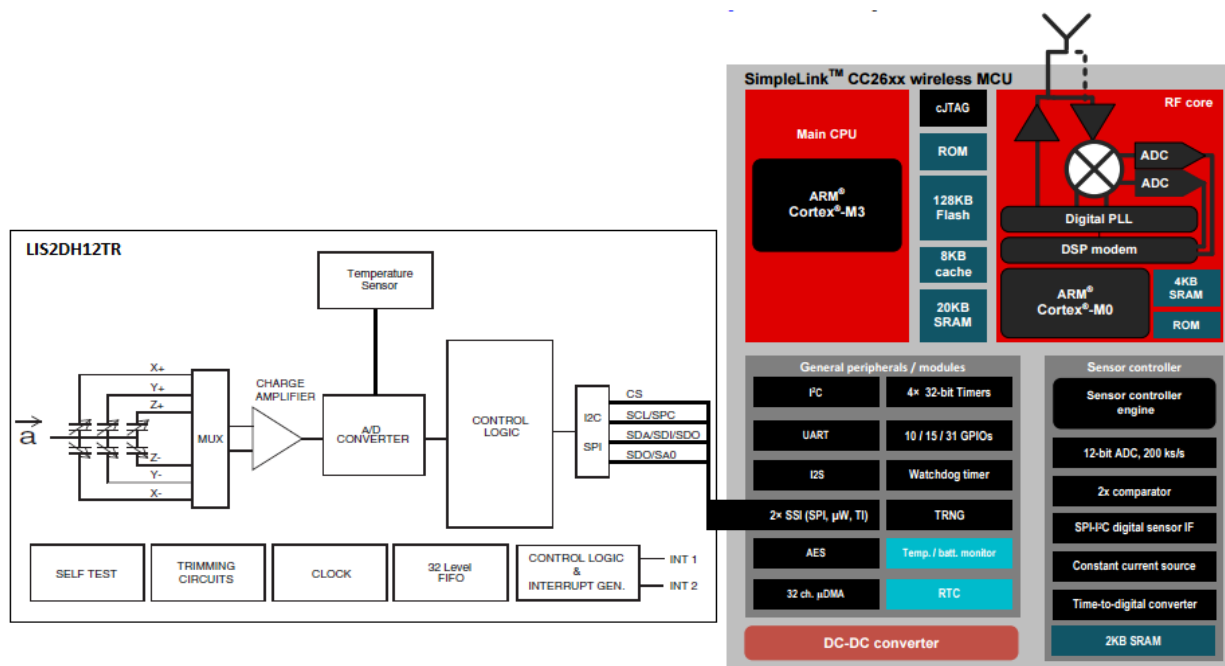 SimpleLink™ CC26xx wireless MCU
cJTAG
RF core
Main CPU
ROM
ADC
ADC
ARM®
Cortex®-M3
128KB
Flash
Digital PLL
DSP modem
8KB
cache
ARM®
Cortex®-M0
4KB
SRAM
20KB
SRAM
ROM
LIS2DH12TR
Temperature
Sensor
X+
Y+
Z+
CHARGE
AMPLIFIER
a
MUX
A/D
CONVERTER
CONTROL
LOGIC
I2C
SPI
CS
SCL/SPC
SDA/SDI/SDO
SDO/SA0
Z-
Y-
X-
SELF TEST
TRIMMING
CIRCUITS
CLOCK
32 Level
FIFO
CONTROL LOGIC
&
INTERRUPT GEN.
INT 1
INT 2
General peripherals / modules
I²C
4× 32-bit Timers
UART
10 / 15 / 31 GPIOs
I2S
Watchdog timer
2× SSI (SPI, µW, TI)
TRNG
AES
Temp. / batt. monitor
32 ch. µDMA
RTC
DC-DC converter
Sensor controller
Sensor controller
engine
12-bit ADC, 200 ks/s
2x comparator
SPI-I²C digital sensor IF
Constant current source
Time-to-digital converter
2KB SRAM